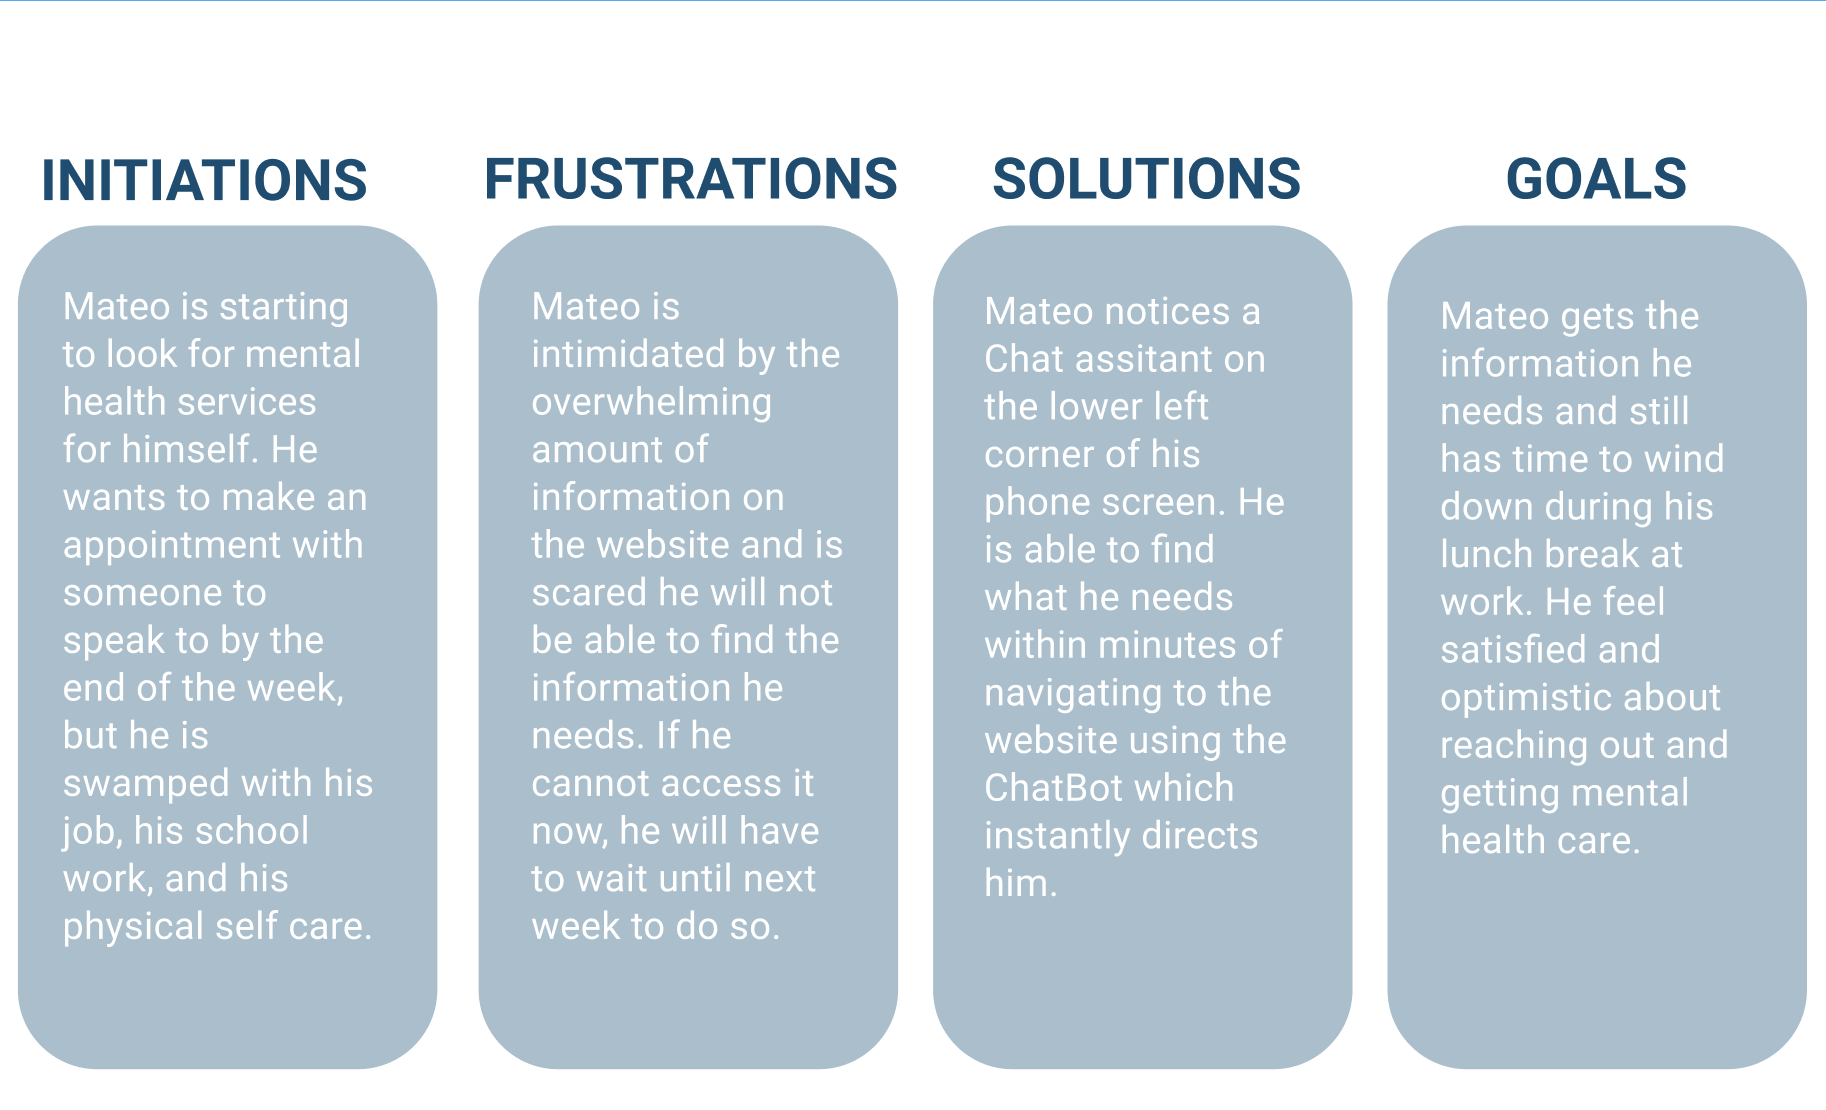 INITIATIONS
Mateo is starting
to look for mental
health services
for himself. He
wants to make an
appointment with
someone to
speak to by the
end of the week,
but he is
swamped with his
job, his school
work, and his
physical self care.
FRUSTRATIONS
Mateo is
intimidated by the
overwhelming
amount of
information on
the website and is
scared he will not
be able to find the
information he
needs. If he
cannot access it
now, he will have
to wait until next
week to do so.
SOLUTIONS
Mateo notices a
Chat assitant on
the lower left
corner of his
phone screen. He
is able to find
what he needs
within minutes of
navigating to the
website using the
ChatBot which
instantly directs
him.
GOALS
Mateo gets the
information he
needs and still
has time to wind
down during his
lunch break at
work. He feel
satisfied and
optimistic about
reaching out and
getting mental
health care.